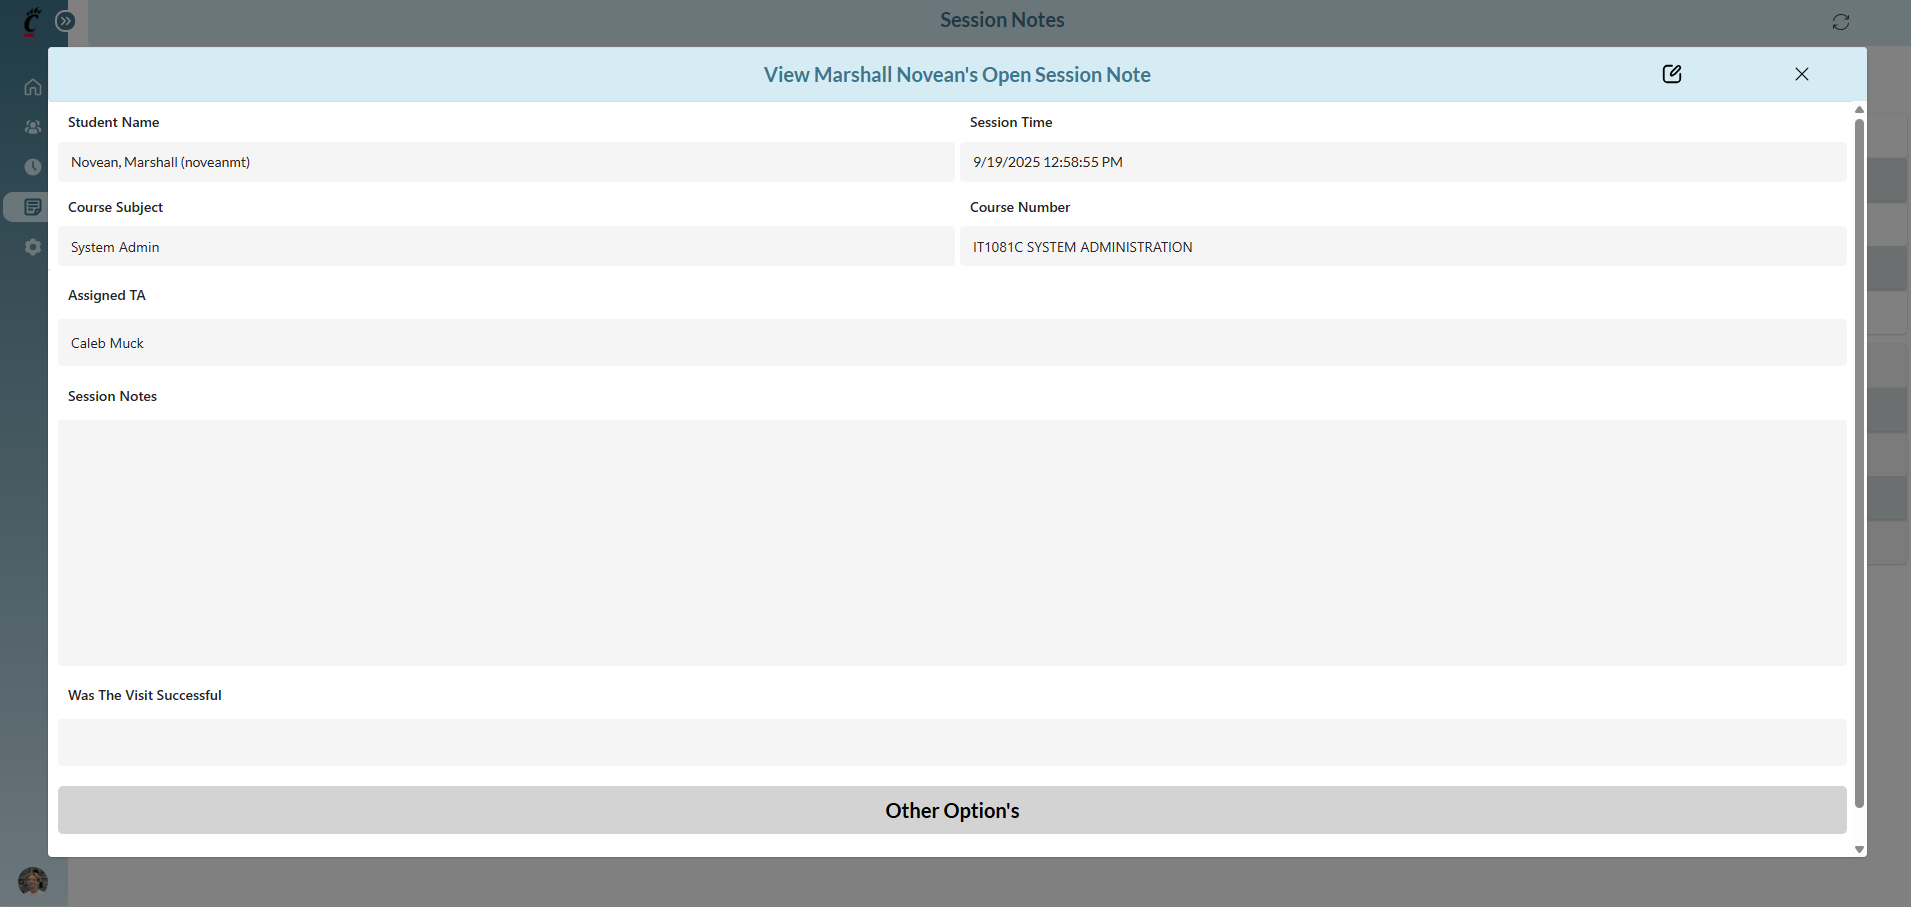 Session Notes
View Marshall Novean's Open Session Note
Student Name
Session Time
Novean, Marshall (noveanmt)
9/19/2025 12:58:55 PM
Course Subject
Course Number
System Admin
IT1081C SYSTEM ADMINISTRATION
Assigned TA
Caleb Muck
Session Notes
Was The Visit Successful
Other Option's